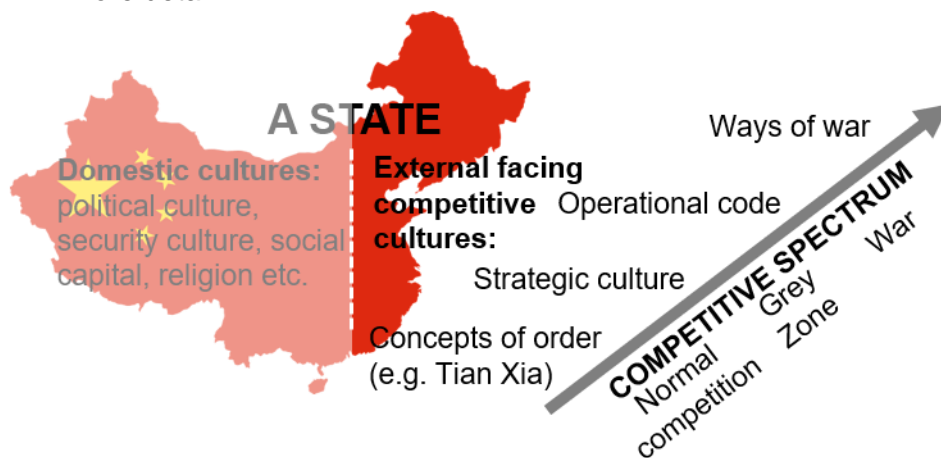 A STATE
Domestic cultures:
political culture,
security culture, social
capital, religion etc.
External facing
competitive
cultures:
Ways of war
Operational code
Strategic culture
Concepts of order
(e.g. Tian Xia)
COMPETITIVE SPECTRUM
Normal
competition
Grey
Zone
War